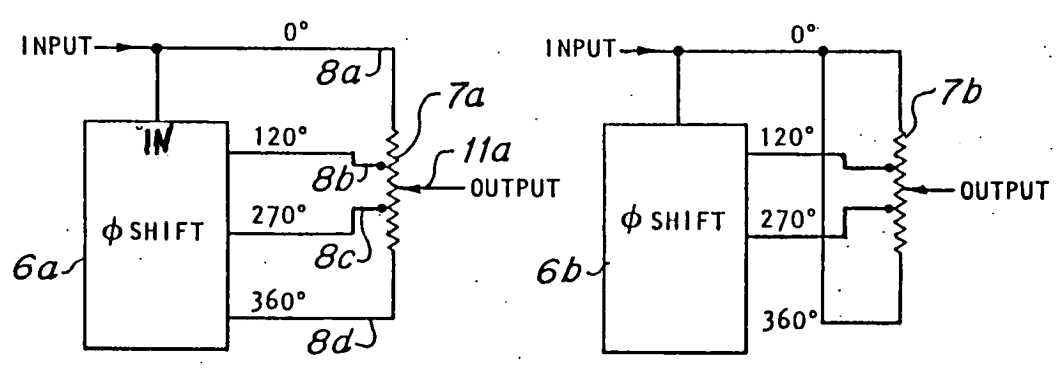 INPUT
0°
8a
7a
IN
120°
8b
11a
OUTPUT
φ SHIFT
270°
8c
6a
360°
8d
INPUT
0°
7b
120°
OUTPUT
φ SHIFT
270°
6b
360°